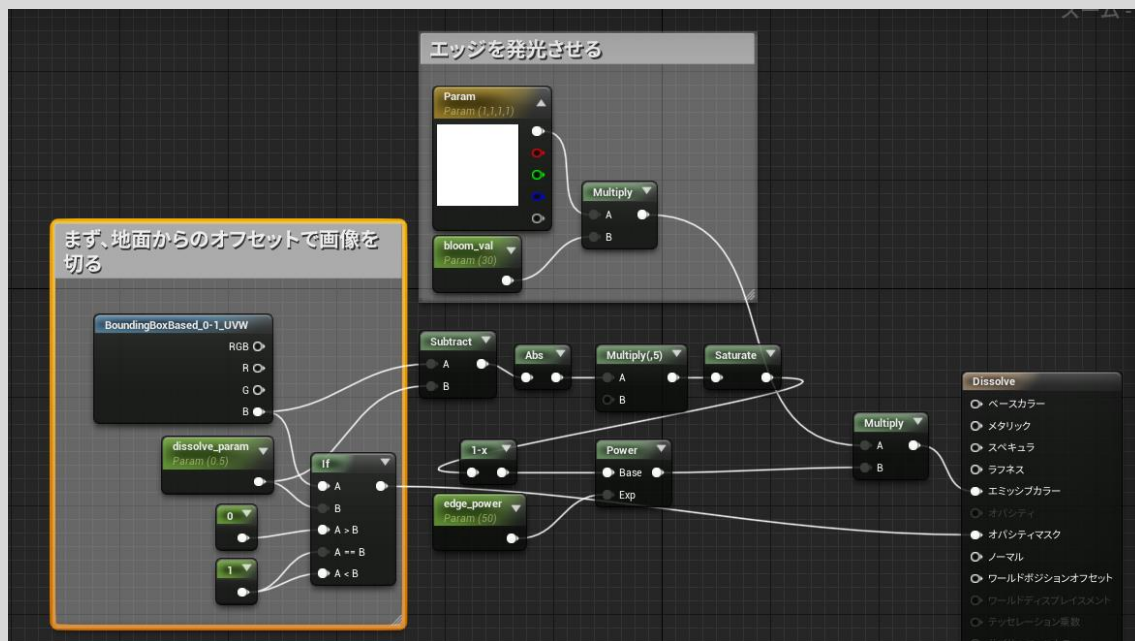 ズーム -
エッジを発光させる
Param
Param (1,1,1,1)
Multiply
A
B
bloom_val
Param (30)
まず、地面からのオフセットで画像を
切る
BoundingBoxBased_0-1_UVW
RGB
R
G
B
dissolve_param
Param (0.5)
If
A
B
A > B
A == B
A < B
0
1
Subtract
A
B
Abs
Multiply(,5)
A
B
Saturate
1-x
Power
Base
Exp
edge_power
Param (50)
Multiply
A
B
Dissolve
ベースカラー
メタリック
スペキュラ
ラフネス
エミッシブカラー
オパシティ
オパシティマスク
ノーマル
ワールドポジションオフセット
ワールドディスプレイスメント
テッセレーション乗数